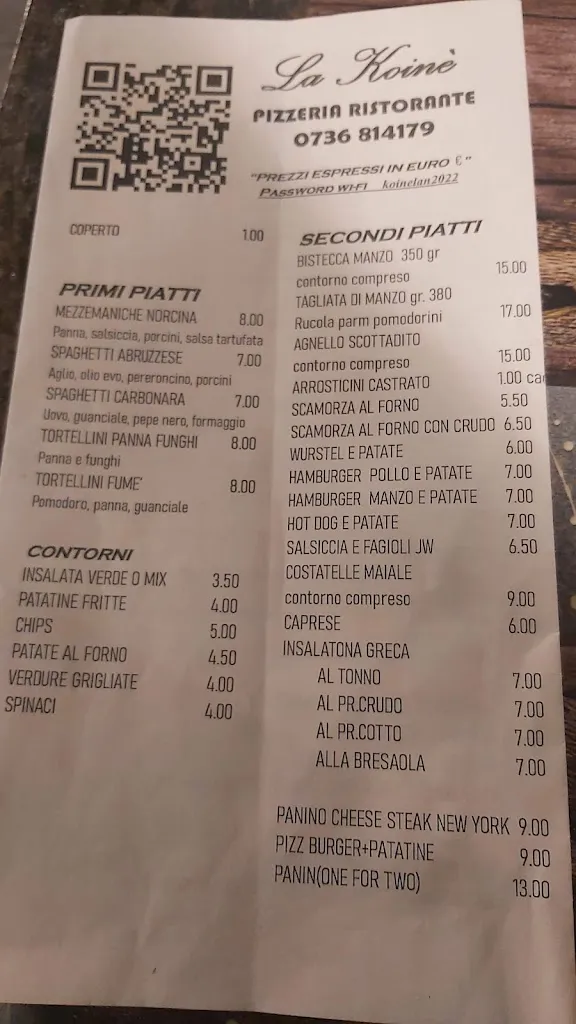 La Koinè
PIZZERIA RISTORANTE
0736 814179
"PREZZI ESPRESSI IN EURO €"
PASSWORD WI-FI koinelan2022
COPERTO 1.00
PRIMI PIATTI
MEZZEMANICHE NORCINA 8.00
Panna, salsiccia, porcini, salsa tartufata
SPAGHETTI ABRUZZESE 7.00
Aglio, olio evo, pereroncino, porcini
SPAGHETTI CARBONARA 7.00
Uovo, guanciale, pepe nero, formaggio
TORTELLINI PANNA FUNGHI 8.00
Panna e funghi
TORTELLINI FUME' 8.00
Pomodoro, panna, guanciale
CONTORNI
INSALATA VERDE O MIX 3.50
PATATINE FRITTE 4.00
CHIPS 5.00
PATATE AL FORNO 4.50
VERDURE GRIGLIATE 4.00
SPINACI 4.00
SECONDI PIATTI
BISTECCA MANZO 350 gr
contorno compreso 15.00
TAGLIATA DI MANZO gr. 380
Rucola parm pomodorini 17.00
AGNELLO SCOTTADITO
contorno compreso 15.00
ARROSTICINI CASTRATO 1.00 ca
SCAMORZA AL FORNO 5.50
SCAMORZA AL FORNO CON CRUDO 6.50
WURSTEL E PATATE 6.00
HAMBURGER POLLO E PATATE 7.00
HAMBURGER MANZO E PATATE 7.00
HOT DOG E PATATE 7.00
SALSICCIA E FAGIOLI JW 6.50
COSTATELLE MAIALE
contorno compreso 9.00
CAPRESE 6.00
INSALATONA GRECA
AL TONNO 7.00
AL PR.CRUDO 7.00
AL PR.COTTO 7.00
ALLA BRESAOLA 7.00
PANINO CHEESE STEAK NEW YORK 9.00
PIZZ BURGER+PATATINE 9.00
PANIN(ONE FOR TWO) 13.00